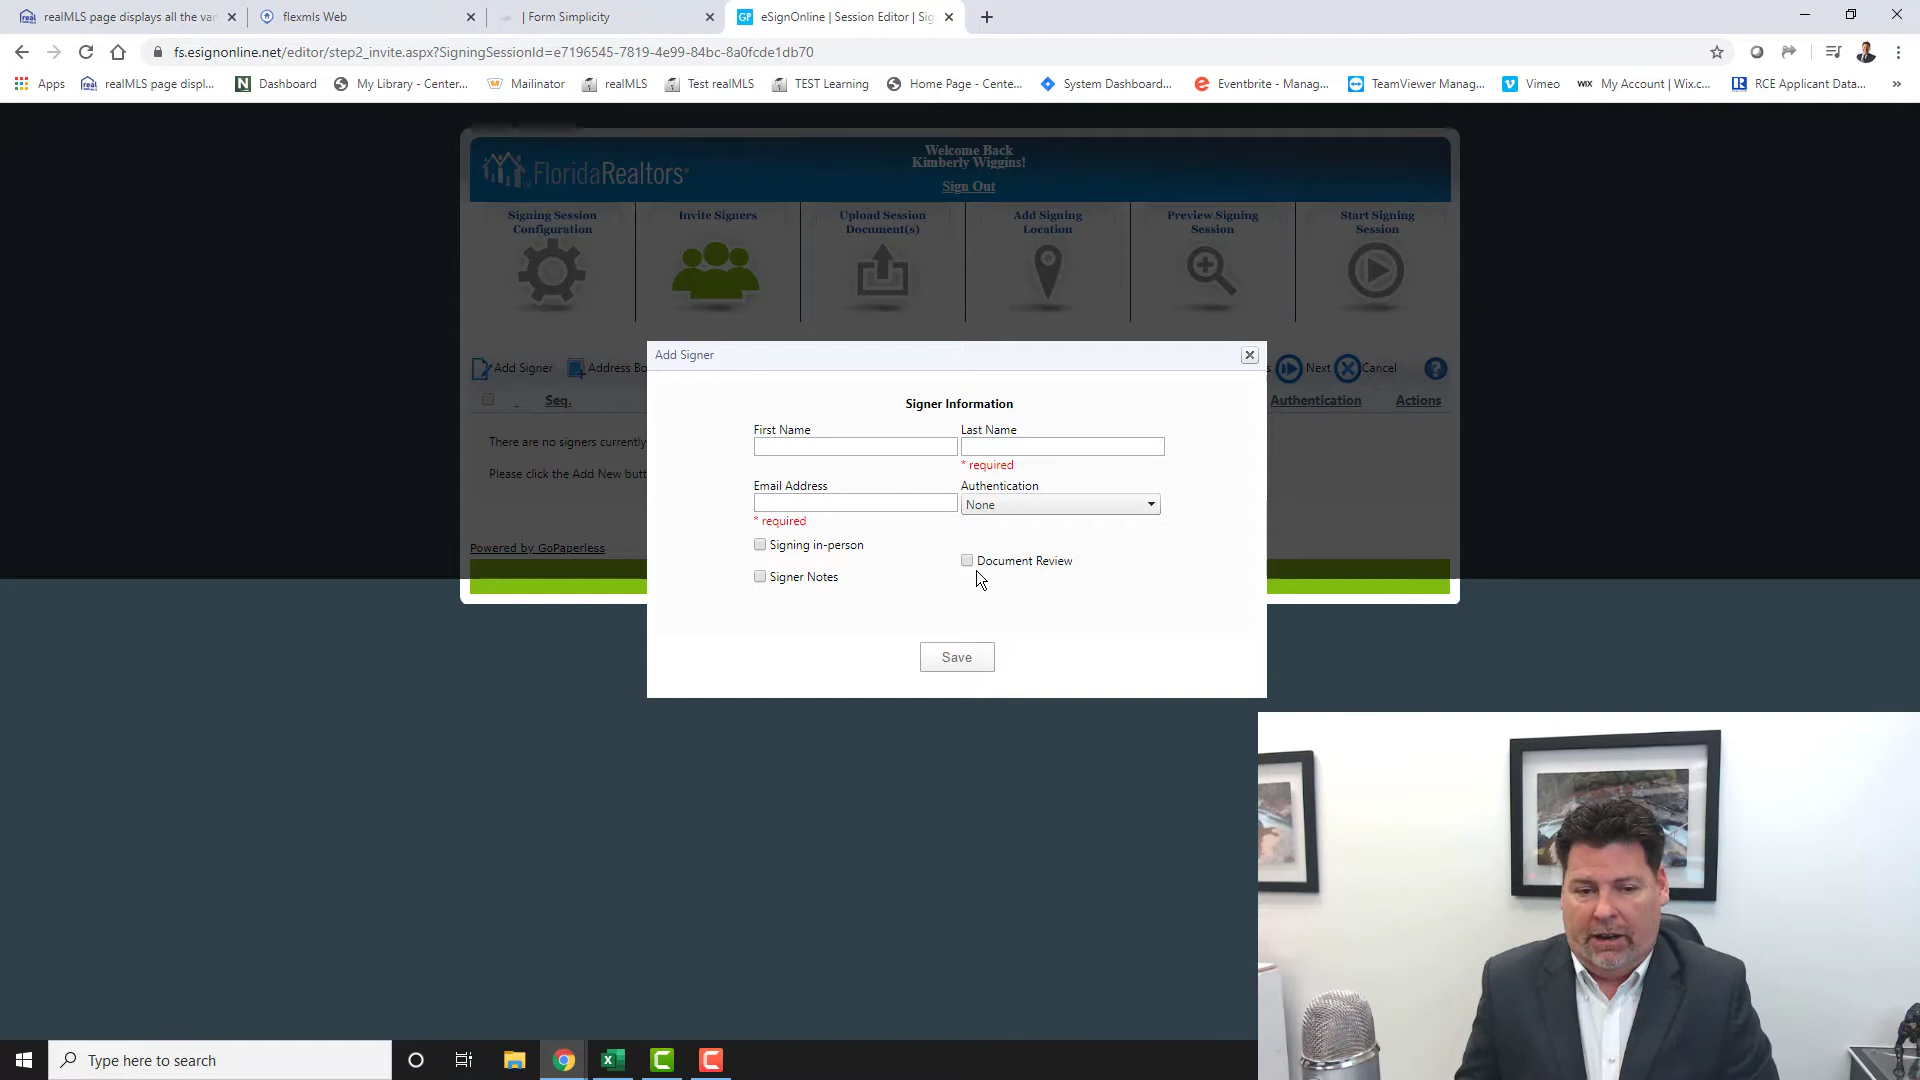 realMLS page displays all the var
flexmls Web
| Form Simplicity
GP eSignOnline | Session Editor | Sig
fs.esignonline.net/editor/step2_invite.aspx?SigningSessionId=e7196545-7819-4e99-84bc-8a0fcde1db70
Apps
realMLS page displ...
Dashboard
My Library - Center...
Mailinator
realMLS
Test realMLS
TEST Learning
Home Page - Cente...
System Dashboard...
Eventbrite - Manag...
TeamViewer Manag...
Vimeo
WIX My Account | Wix.c...
RCE Applicant Data...
FloridaRealtors®
Welcome Back
Kimberly Wiggins!
Sign Out
Signing Session
Configuration
Invite Signers
Upload Session
Document(s)
Add Signing
Location
Preview Signing
Session
Start Signing
Session
Add Signer
Address Bo
Next
Cancel
Seq.
Authentication
Actions
There are no signers currently
Please click the Add New butt
Powered by GoPaperless
Add Signer
Signer Information
First Name
Last Name
* required
Email Address
Authentication
None
* required
Signing in-person
Document Review
Signer Notes
Save
Type here to search